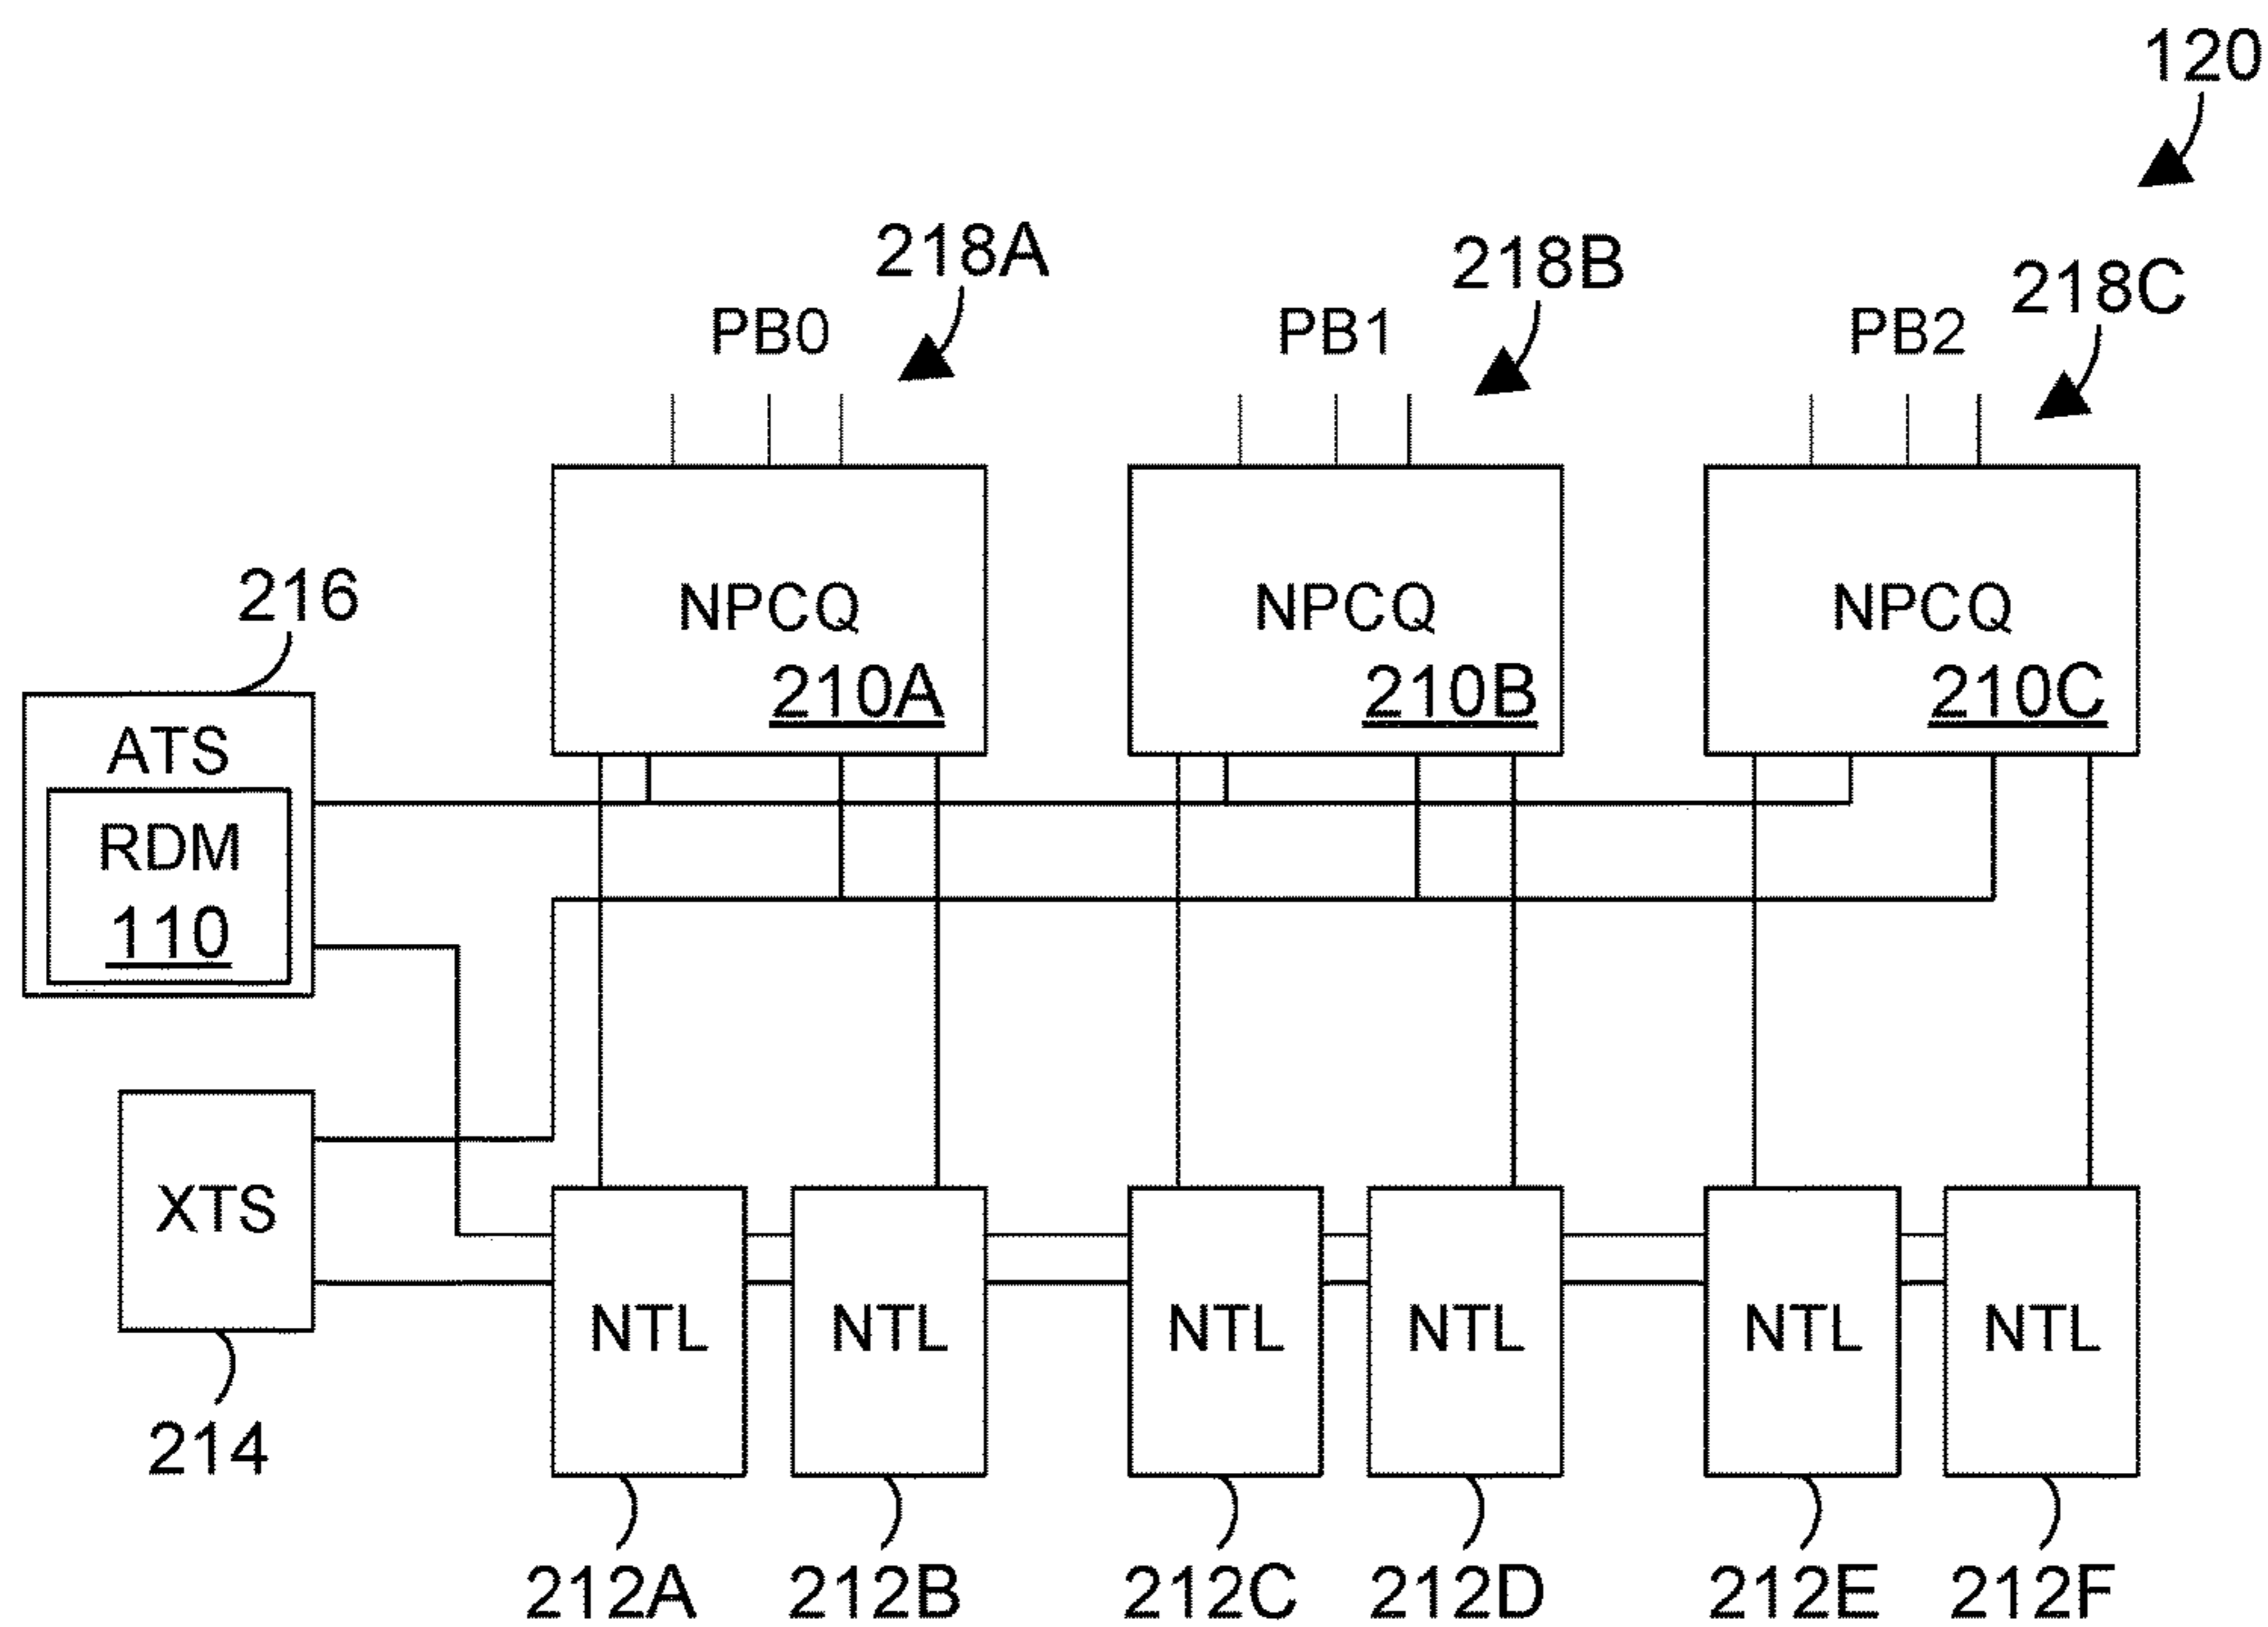 120
218A
218B
218C
PB0
PB1
PB2
NPCQ
210A
NPCQ
210B
NPCQ
210C
216
ATS
RDM
110
XTS
214
NTL
NTL
NTL
NTL
NTL
NTL
212A
212B
212C
212D
212E
212F